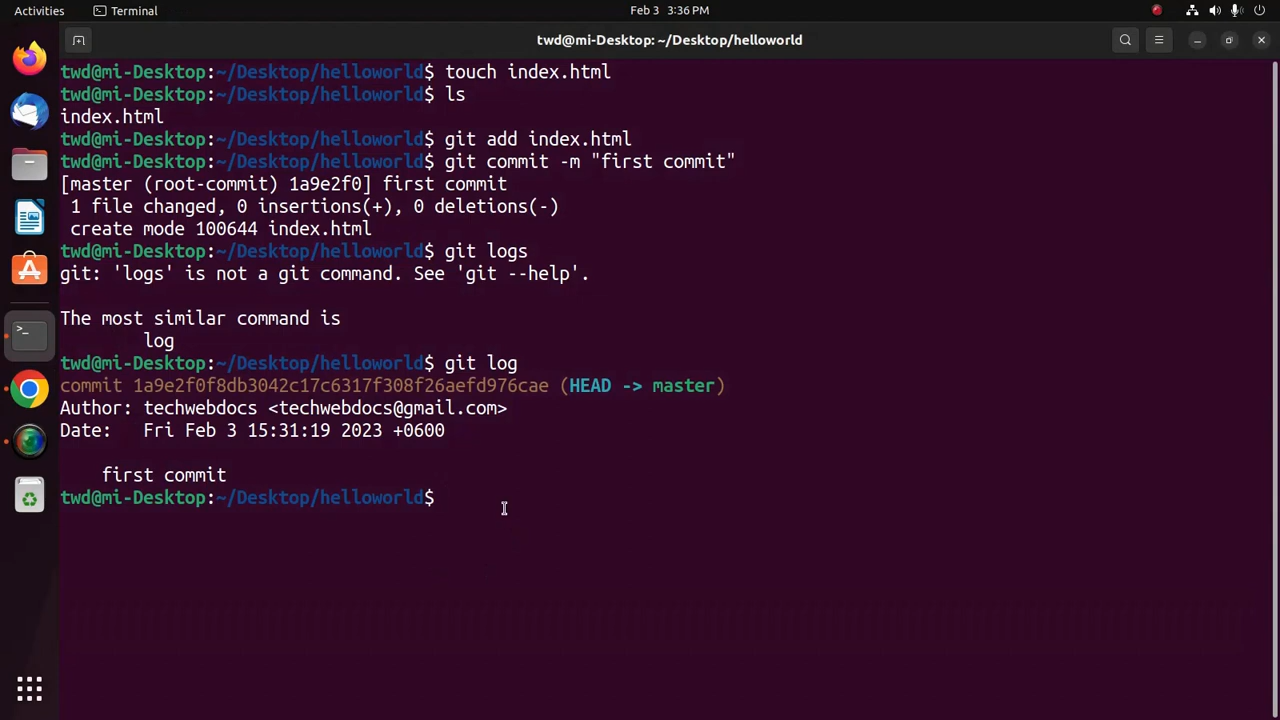 Activities
Terminal
Feb 3 3:36 PM
twd@mi-Desktop: ~/Desktop/helloworld
twd@mi-Desktop:~/Desktop/helloworld$ touch index.html
twd@mi-Desktop:~/Desktop/helloworld$ ls
index.html
twd@mi-Desktop:~/Desktop/helloworld$ git add index.html
twd@mi-Desktop:~/Desktop/helloworld$ git commit -m "first commit"
[master (root-commit) 1a9e2f0] first commit
 1 file changed, 0 insertions(+), 0 deletions(-)
 create mode 100644 index.html
twd@mi-Desktop:~/Desktop/helloworld$ git logs
git: 'logs' is not a git command. See 'git --help'.

The most similar command is
        log
twd@mi-Desktop:~/Desktop/helloworld$ git log
commit 1a9e2f0f8db3042c17c6317f308f26aefd976cae (HEAD -> master)
Author: techwebdocs <techwebdocs@gmail.com>
Date:   Fri Feb 3 15:31:19 2023 +0600

    first commit
twd@mi-Desktop:~/Desktop/helloworld$